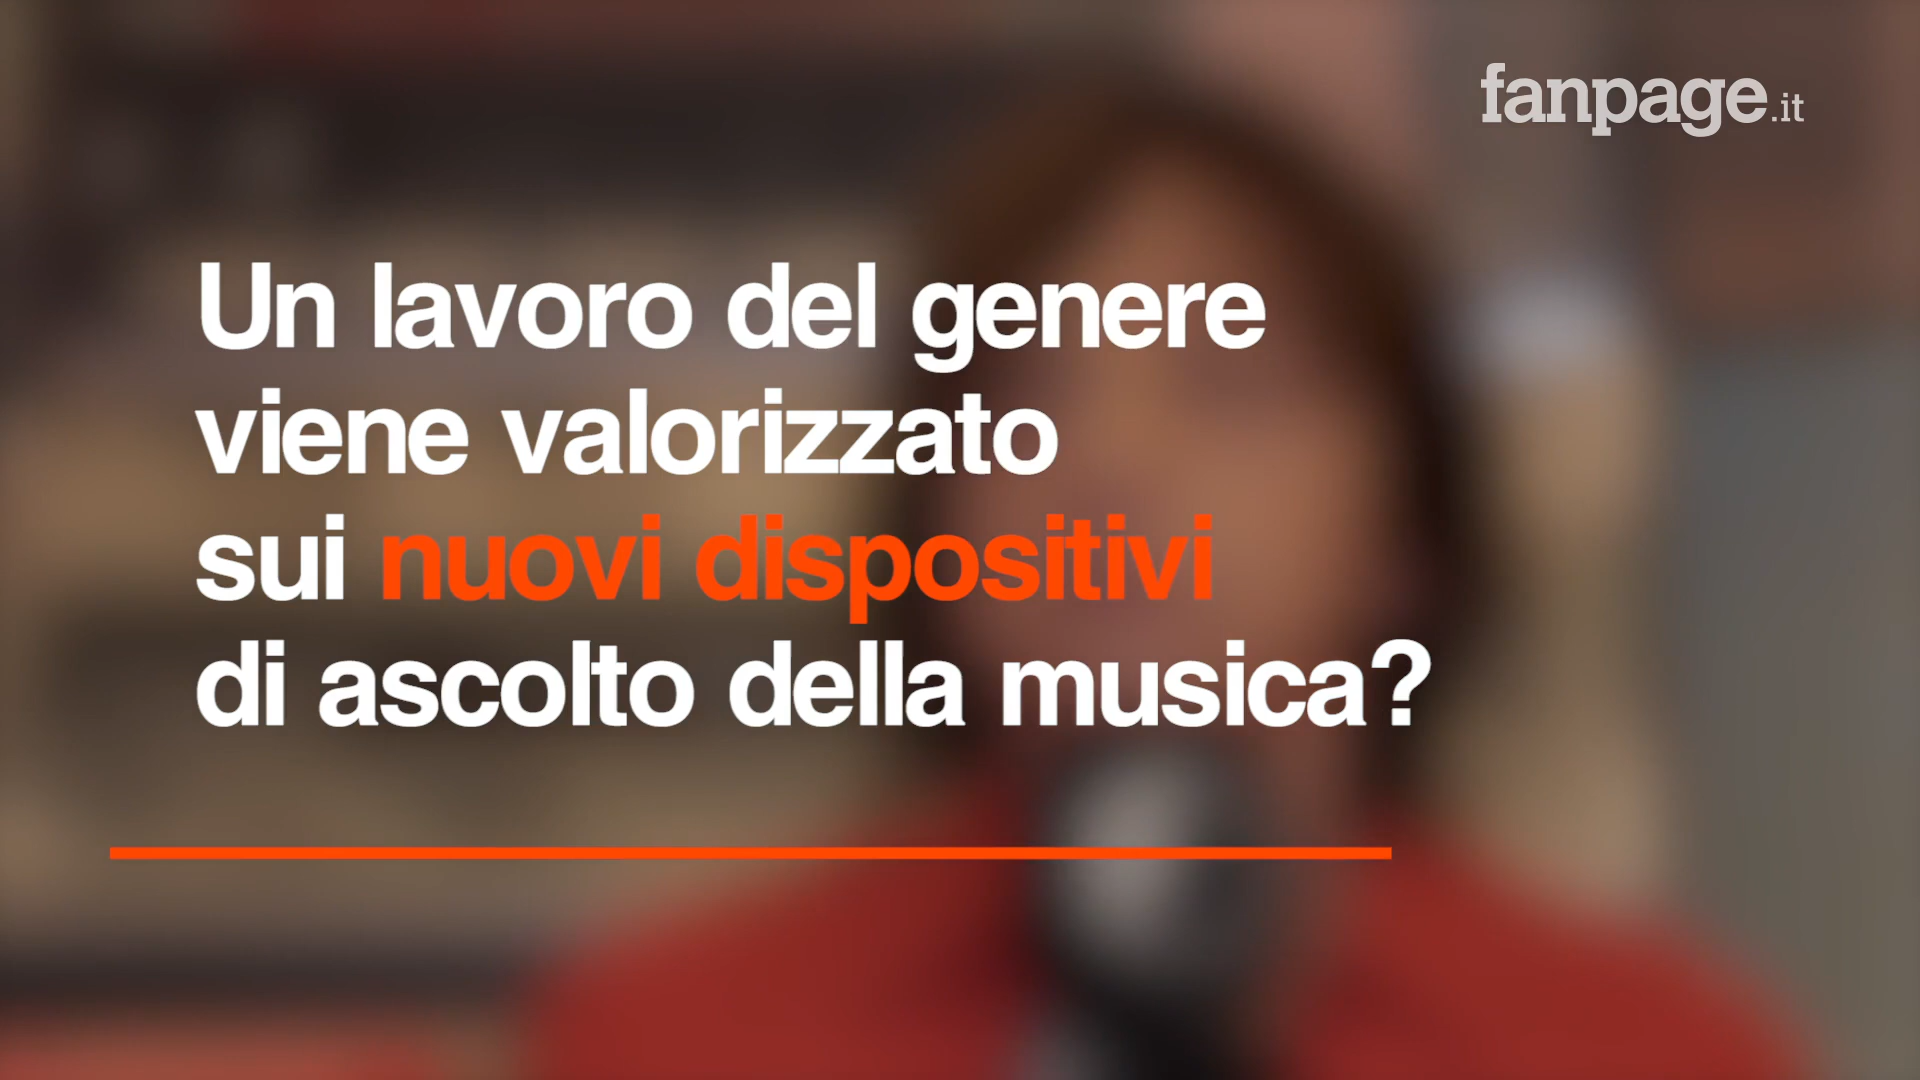 fanpage.it
Un lavoro del genere
viene valorizzato
sui nuovi dispositivi
di ascolto della musica?